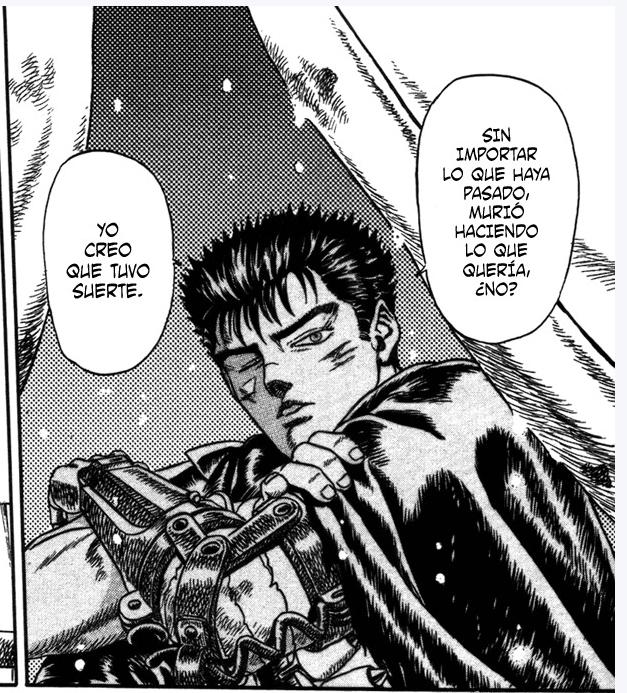 SIN
IMPORTAR
LO QUE HAYA
PASADO,
MURIÓ
HACIENDO
LO QUE
QUERÍA,
¿NO?
YO
CREO
QUE TUVO
SUERTE.